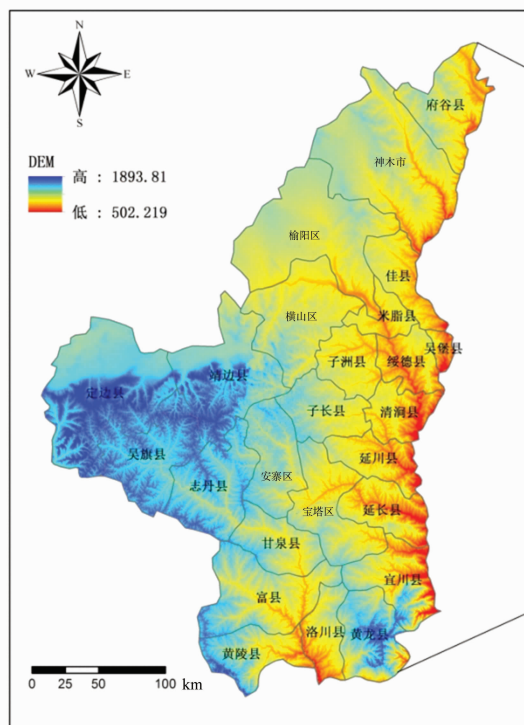 N
W
E
S
DEM
高 : 1893.81
低 : 502.219
府谷县
神木市
榆阳区
佳县
横山区
米脂县
吴堡县
子洲县
绥德县
靖边县
定边县
子长县
清涧县
吴旗县
延川县
安寨区
志丹县
宝塔区
延长县
甘泉县
宜川县
富县
洛川县
黄龙县
黄陵县
0 25 50 100 km